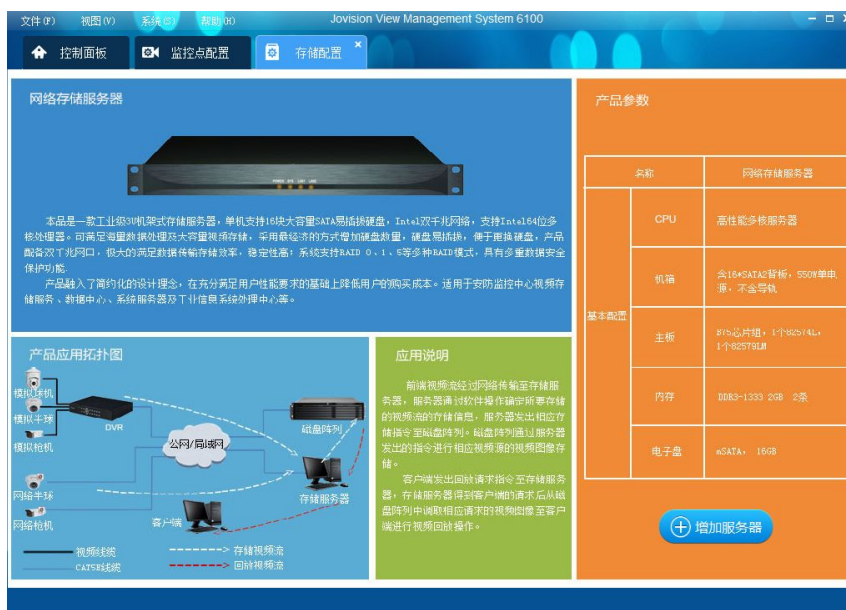 文件(F) 视图(V) 系统(S) 帮助(H) Jovision View Management System 6100
控制面板 监控点配置 存储配置
网络存储服务器
本品是一款工业级3U机架式存储服务器，单机支持16块大容量SATA易插拔硬盘，Intel双千兆网络，支持Intel64位多
核处理器。可满足海量数据处理及大容量视频存储，采用最经济的方式增加硬盘数量，硬盘易插拔，便于更换硬盘，产品
配备双千兆网口，极大的满足数据传输存储效率，稳定性高；系统支持RAID 0、1、5等多种RAID模式，具有多重数据安全
保护功能.
产品融入了简约化的设计理念，在充分满足用户性能要求的基础上降低用户的购买成本。适用于安防监控中心视频存
储服务、数据中心、系统服务器及工业信息系统处理中心等。
产品应用拓扑图
模拟球机
模拟半球
模拟枪机
DVR
公网/局域网
磁盘阵列
网络半球
网络枪机
客户端
存储服务器
视频线缆
存储视频流
CAT5E线缆
回放视频流
应用说明
前端视频流经过网络传输至存储服
务器，服务器通过软件操作确定所要存储
的视频流的存储信息，服务器发出相应存
储指令至磁盘阵列。磁盘阵列通过服务器
发出的指令进行相应视频源的视频图像存
储。
客户端发出回放请求指令至存储服务
器，存储服务器得到客户端的请求后从磁
盘阵列中调取相应请求的视频图像至客户
端进行视频回放操作。
产品参数
名称 网络存储服务器
基本配置
CPU 高性能多核服务器
机箱 含16*SATA2背板，550W单电
源，不含导轨
主板 B75芯片组，1个82574L，
1个82579LM
内存 DDR3-1333 2GB 2条
电子盘 mSATA， 16GB
增加服务器